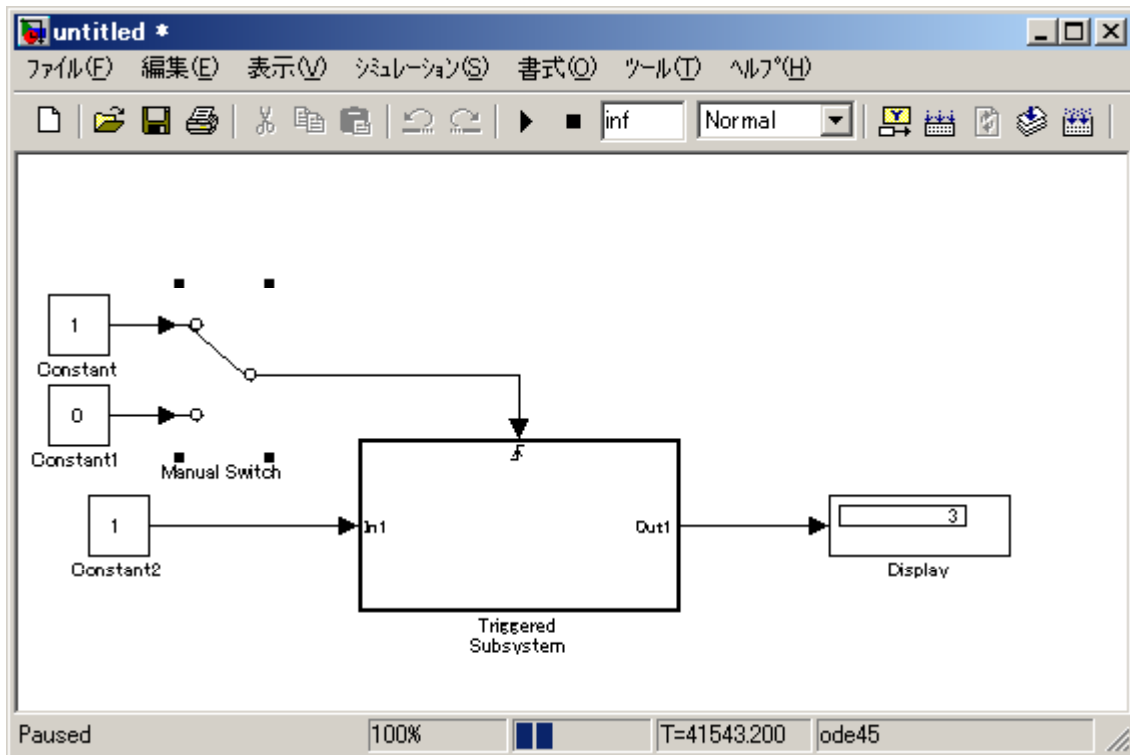 untitled *
ファイル(F) 編集(E) 表示(V) シミュレーション(S) 書式(O) ツール(T) ヘルプ(H)
inf Normal
1
Constant
0
Constant1
Manual Switch
1
Constant2
In1 Out1
Triggered
Subsystem
3
Display
Paused 100% T=41543.200 ode45